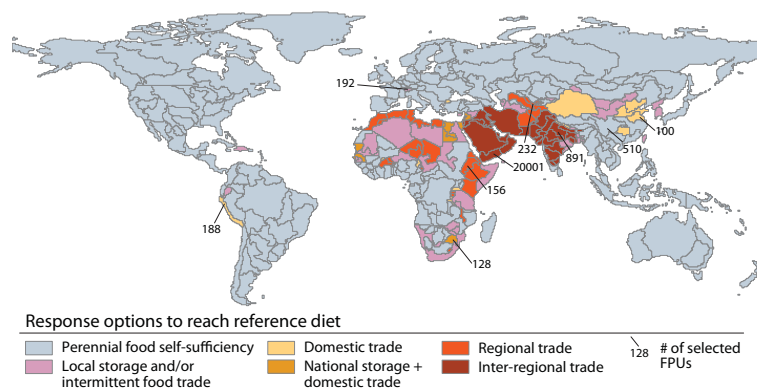 192
100
510
891
232
20001
156
188
128
Response options to reach reference diet
Perennial food self-sufficiency
Local storage and/or
intermittent food trade
Domestic trade
National storage +
domestic trade
Regional trade
Inter-regional trade
128
# of selected
FPUs